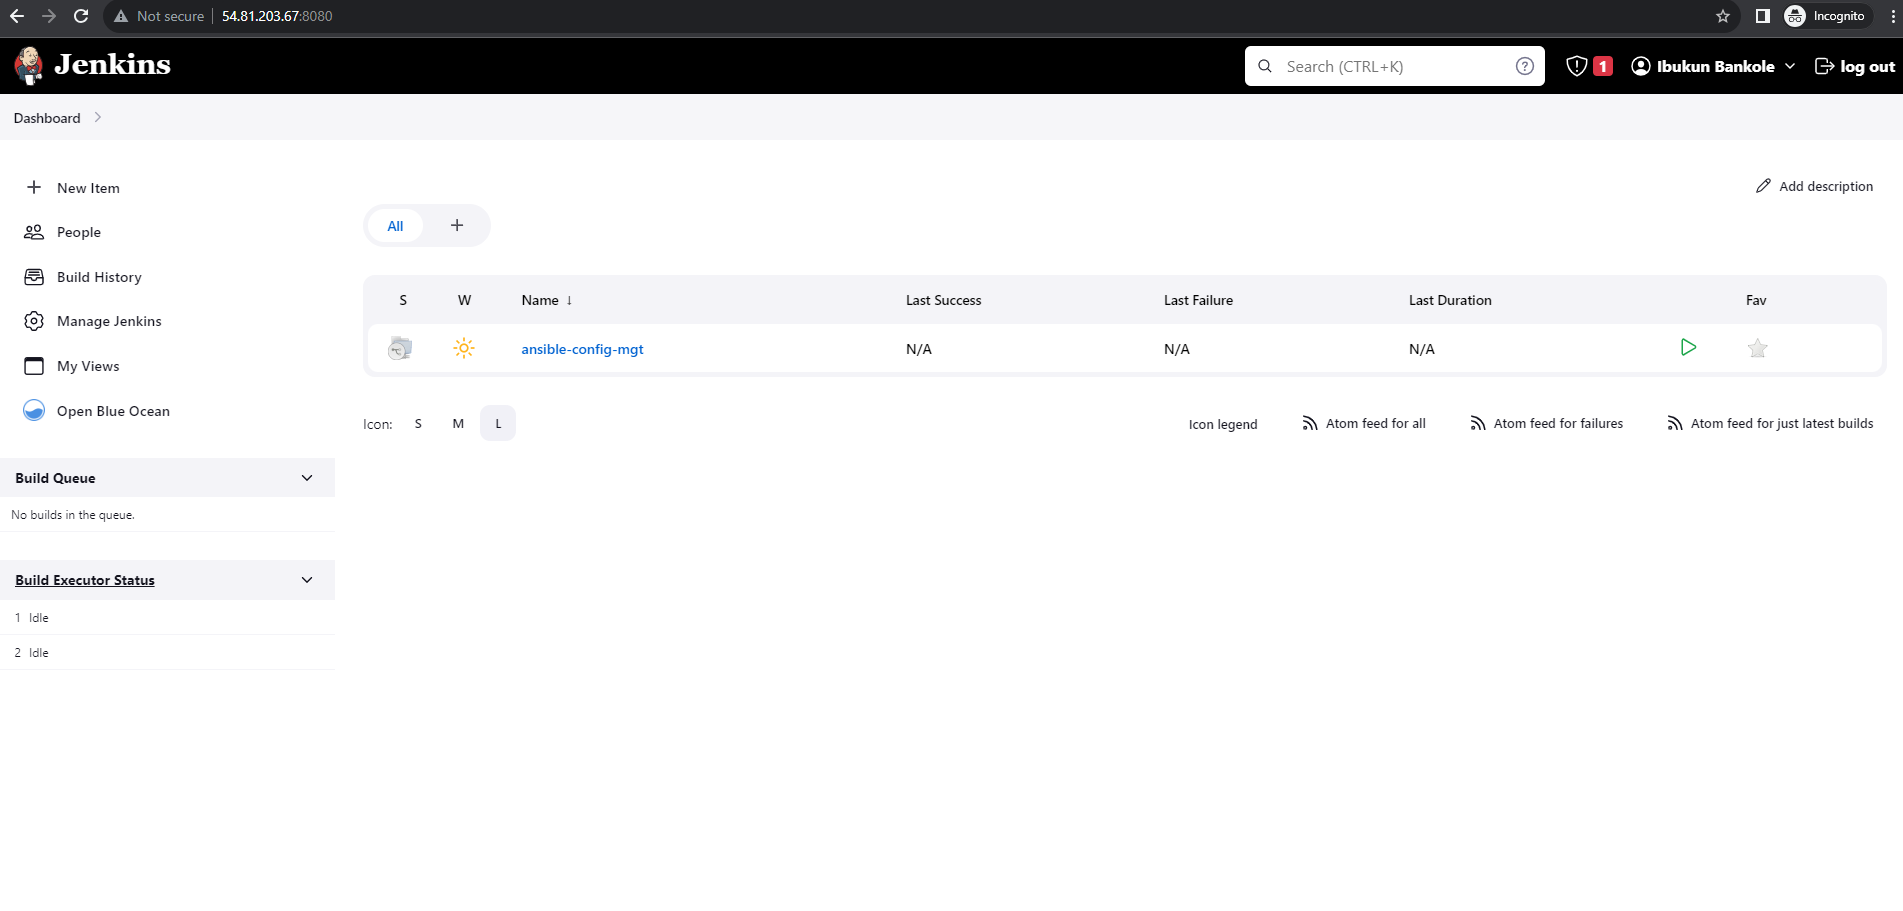 Not secure 54.81.203.67:8080 Incognito
Jenkins Search (CTRL+K) ? 1 Ibukun Bankole log out
Dashboard
New Item
People
Build History
Manage Jenkins
My Views
Open Blue Ocean
Build Queue
No builds in the queue.
Build Executor Status
1 Idle
2 Idle
Add description
All +
S W Name ↓ Last Success Last Failure Last Duration Fav
ansible-config-mgt N/A N/A N/A
Icon: S M L Icon legend Atom feed for all Atom feed for failures Atom feed for just latest builds